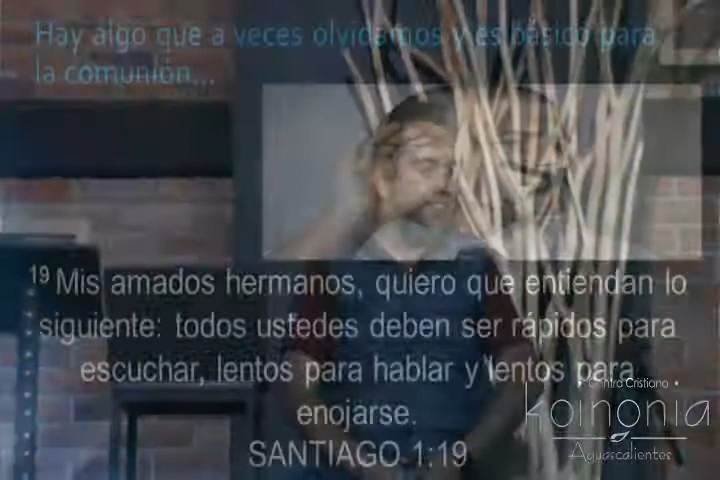 Hay algo que a veces olvidamos y es básico para
la comunión...
19 Mis amados hermanos, quiero que entiendan lo
siguiente: todos ustedes deben ser rápidos para
escuchar, lentos para hablar y lentos para
enojarse.
SANTIAGO 1:19
Centro Cristiano
koinonia
Aguascalientes